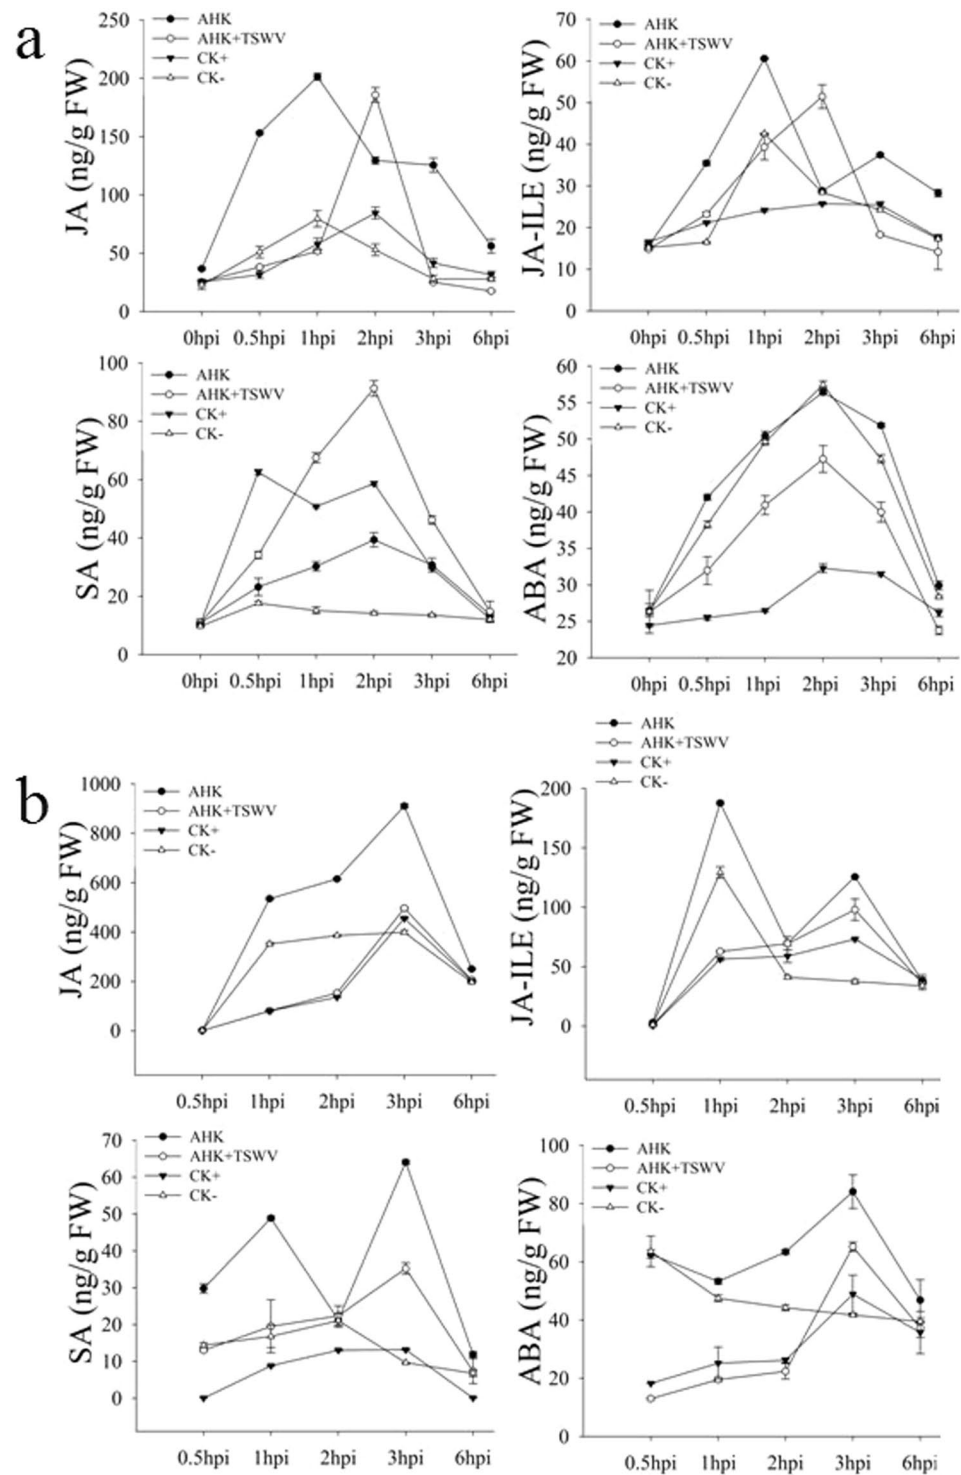 a
JA (ng/g FW)
250
200
150
100
50
0
AHK
AHK+TSWV
CK+
CK-
0hpi 0.5hpi 1hpi 2hpi 3hpi 6hpi
JA-ILE (ng/g FW)
70
60
50
40
30
20
10
0
AHK
AHK+TSWV
CK+
CK-
0hpi 0.5hpi 1hpi 2hpi 3hpi 6hpi
SA (ng/g FW)
100
80
60
40
20
0
AHK
AHK+TSWV
CK+
CK-
0hpi 0.5hpi 1hpi 2hpi 3hpi 6hpi
ABA (ng/g FW)
60
55
50
45
40
35
30
25
20
AHK
AHK+TSWV
CK+
CK-
0hpi 0.5hpi 1hpi 2hpi 3hpi 6hpi
b
JA (ng/g FW)
1000
800
600
400
200
0
AHK
AHK+TSWV
CK+
CK-
0.5hpi 1hpi 2hpi 3hpi 6hpi
JA-ILE (ng/g FW)
200
150
100
50
0
AHK
AHK+TSWV
CK+
CK-
0.5hpi 1hpi 2hpi 3hpi 6hpi
SA (ng/g FW)
70
60
50
40
30
20
10
0
AHK
AHK+TSWV
CK+
CK-
0.5hpi 1hpi 2hpi 3hpi 6hpi
ABA (ng/g FW)
100
80
60
40
20
0
AHK
AHK+TSWV
CK+
CK-
0.5hpi 1hpi 2hpi 3hpi 6hpi